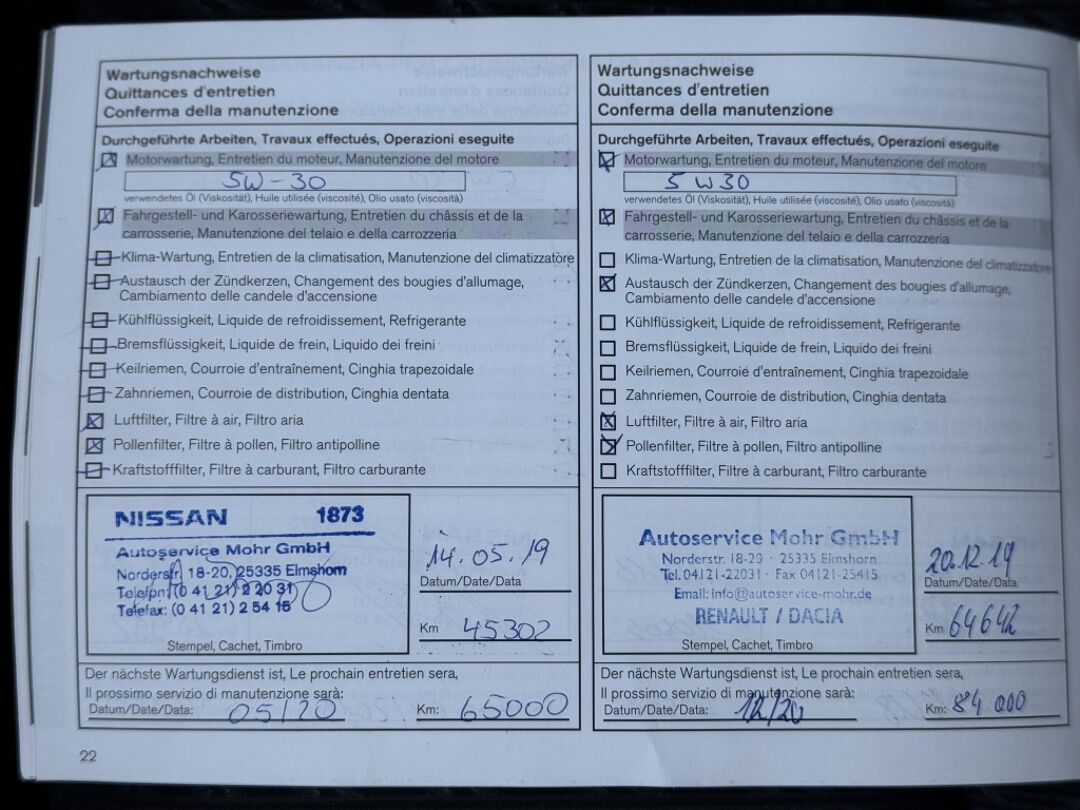 Wartungsnachweise
Quittances d'entretien
Conferma della manutenzione
Durchgeführte Arbeiten, Travaux effectués, Operazioni eseguite
Motorwartung, Entretien du moteur, Manutenzione del motore
5W-30
verwendetes Öl (Viskosität), Huile utilisée (viscosité), Olio usato (viscosità)
Fahrgestell- und Karosseriewartung, Entretien du châssis et de la
carrosserie, Manutenzione del telaio e della carrozzeria
Klima-Wartung, Entretien de la climatisation, Manutenzione del climatizzatore
Austausch der Zündkerzen, Changement des bougies d'allumage,
Cambiamento delle candele d'accensione
Kühlflüssigkeit, Liquide de refroidissement, Refrigerante
Bremsflüssigkeit, Liquide de frein, Liquido dei freini
Keilriemen, Courroie d'entraînement, Cinghia trapezoidale
Zahnriemen, Courroie de distribution, Cinghia dentata
Luftfilter, Filtre à air, Filtro aria
Pollenfilter, Filtre à pollen, Filtro antipolline
Kraftstofffilter, Filtre à carburant, Filtro carburante
NISSAN 1873
Autoservice Mohr GmbH
Norderstr. 18-20, 25335 Elmshorn
Telefon: (0 41 21) 2 20 31
Telefax: (0 41 21) 2 54 15
Stempel, Cachet, Timbro
14.05.19
Datum/Date/Data
Km 45302
Der nächste Wartungsdienst ist, Le prochain entretien sera,
Il prossimo servizio di manutenzione sarà:
Datum/Date/Data: 05/20 Km: 65000
22
Wartungsnachweise
Quittances d'entretien
Conferma della manutenzione
Durchgeführte Arbeiten, Travaux effectués, Operazioni eseguite
Motorwartung, Entretien du moteur, Manutenzione del motore
5W30
verwendetes Öl (Viskosität), Huile utilisée (viscosité), Olio usato (viscosità)
Fahrgestell- und Karosseriewartung, Entretien du châssis et de la
carrosserie, Manutenzione del telaio e della carrozzeria
Klima-Wartung, Entretien de la climatisation, Manutenzione del climatizzatore
Austausch der Zündkerzen, Changement des bougies d'allumage,
Cambiamento delle candele d'accensione
Kühlflüssigkeit, Liquide de refroidissement, Refrigerante
Bremsflüssigkeit, Liquide de frein, Liquido dei freini
Keilriemen, Courroie d'entraînement, Cinghia trapezoidale
Zahnriemen, Courroie de distribution, Cinghia dentata
Luftfilter, Filtre à air, Filtro aria
Pollenfilter, Filtre à pollen, Filtro antipolline
Kraftstofffilter, Filtre à carburant, Filtro carburante
Autoservice Mohr GmbH
Norderstr. 18-20 · 25335 Elmshorn
Tel. 04121-22031 · Fax 04121-25415
Email: info@autoservice-mohr.de
RENAULT / DACIA
Stempel, Cachet, Timbro
20.12.19
Datum/Date/Data
Km 64642
Der nächste Wartungsdienst ist, Le prochain entretien sera,
Il prossimo servizio di manutenzione sarà:
Datum/Date/Data: 12/20 Km: 84 000